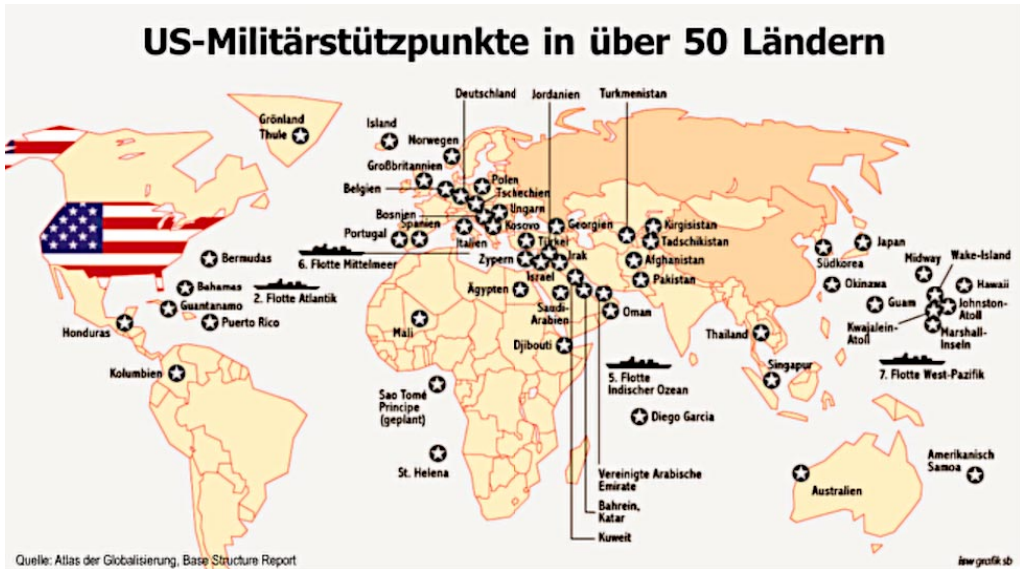 US-Militärstützpunkte in über 50 Ländern
Deutschland
Jordanien
Turkmenistan
Grönland
Thule
Island
Norwegen
Großbritannien
Belgien
Polen
Tschechien
Bosnien
Spanien
Ungarn
Portugal
Italien
Kosovo
Georgien
Kirgisistan
Türkei
Tadschikistan
Zypern
Irak
Afghanistan
Israel
Pakistan
6. Flotte Mittelmeer
Ägypten
Saudi-
Arabien
Oman
Bermudas
Bahamas
2. Flotte Atlantik
Guantanamo
Puerto Rico
Honduras
Kolumbien
Mali
Djibouti
Sao Tomé
Principe
(geplant)
St. Helena
5. Flotte
Indischer Ozean
Diego Garcia
Vereinigte Arabische
Emirate
Bahrein,
Katar
Kuweit
Japan
Südkorea
Okinawa
Midway
Wake-Island
Hawaii
Guam
Johnston-
Atoll
Kwajalein-
Atoll
Marshall-
Inseln
Thailand
Singapur
7. Flotte West-Pazifik
Amerikanisch
Samoa
Australien
Quelle: Atlas der Globalisierung, Base Structure Report
isw grafik sb